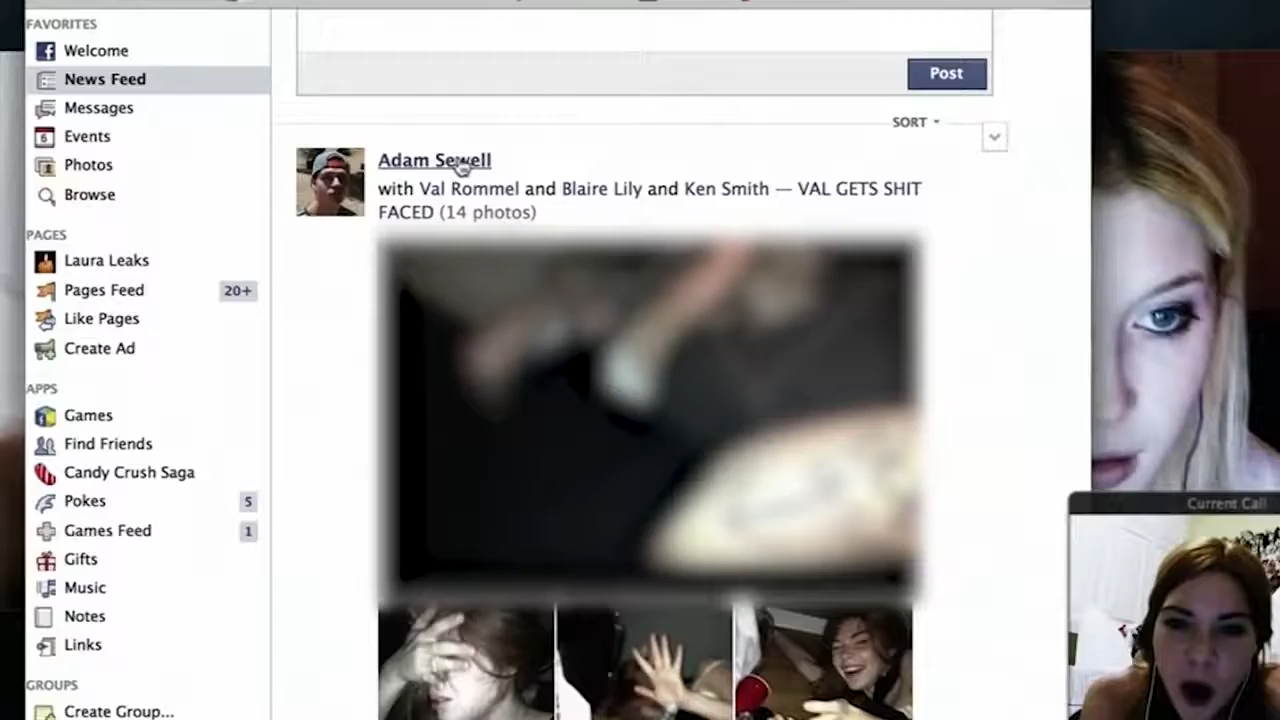 FAVORITES
Welcome
News Feed
Messages
6 Events
Photos
Browse
PAGES
Laura Leaks
Pages Feed 20+
Like Pages
Create Ad
APPS
Games
Find Friends
Candy Crush Saga
Pokes 5
Games Feed 1
Gifts
Music
Notes
Links
GROUPS
Create Group...
Post
SORT
Adam Sewell
with Val Rommel and Blaire Lily and Ken Smith — VAL GETS SHIT
FACED (14 photos)
Current Call